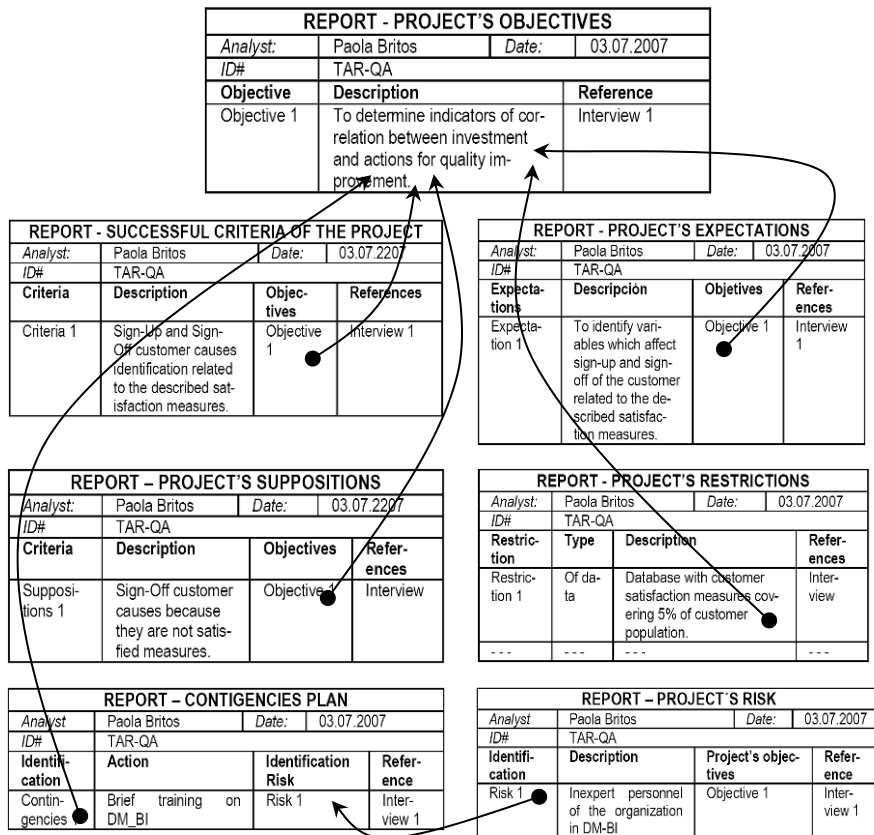 REPORT - PROJECT'S OBJECTIVES
Analyst: Paola Britos Date: 03.07.2007
ID# TAR-QA
Objective Description Reference
Objective 1 To determine indicators of cor- Interview 1
relation between investment
and actions for quality im-
provement.
REPORT - SUCCESSFUL CRITERIA OF THE PROJECT
Analyst: Paola Britos Date: 03.07.2207
ID# TAR-QA
Criteria Description Objec- References
tives
Criteria 1 Sign-Up and Sign- Objective Interview 1
Off customer causes 1
identification related
to the described sat-
isfaction measures.
REPORT - PROJECT'S EXPECTATIONS
Analyst: Paola Britos Date: 03.07.2007
ID# TAR-QA
Expecta- Descripción Objetives Refer-
tions ences
Expecta- To identify vari- Objective 1 Interview
tion 1 ables which affect 1
sign-up and sign-
off of the customer
related to the de-
scribed satisfac-
tion measures.
REPORT – PROJECT'S SUPPOSITIONS
Analyst: Paola Britos Date: 03.07.2207
ID# TAR-QA
Criteria Description Objectives Refer-
ences
Supposi- Sign-Off customer Objective 1 Interview
tions 1 causes because
they are not satis-
fied measures.
REPORT - PROJECT'S RESTRICTIONS
Analyst: Paola Britos Date: 03.07.2007
ID# TAR-QA
Restric- Type Description Refer-
tion ences
Restric- Of da- Database with customer Inter-
tion 1 ta satisfaction measures cov- view
ering 5% of customer
population.
- - - - - - - - - - - -
REPORT – CONTIGENCIES PLAN
Analyst Paola Britos Date: 03.07.2007
ID# TAR-QA
Identifi- Action Identification Refer-
cation Risk ence
Contin- Brief training on Risk 1 Inter-
gencies 1 DM_BI view 1
REPORT – PROJECT´S RISK
Analyst Paola Britos Date: 03.07.2007
ID# TAR-QA
Identifi- Description Project's objec- Refer-
cation tives ence
Risk 1 Inexpert personnel Objective 1 Inter-
of the organization view 1
in DM-BI